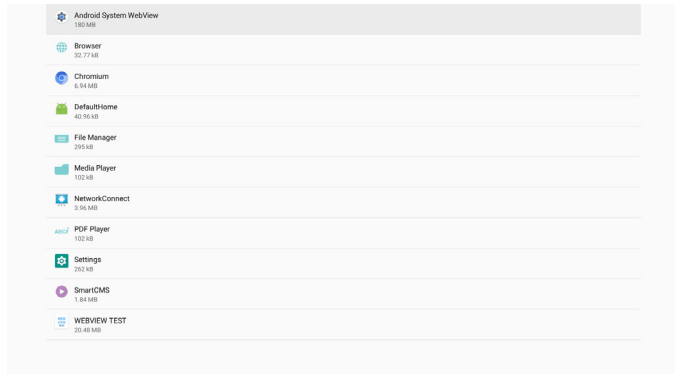 Android System WebView
180 MB
Browser
32.77 kB
Chromium
6.94 MB
DefaultHome
40.96 kB
File Manager
295 kB
Media Player
102 kB
NetworkConnect
3.96 MB
PDF Player
102 kB
Settings
262 kB
SmartCMS
1.84 MB
WEBVIEW TEST
20.48 MB